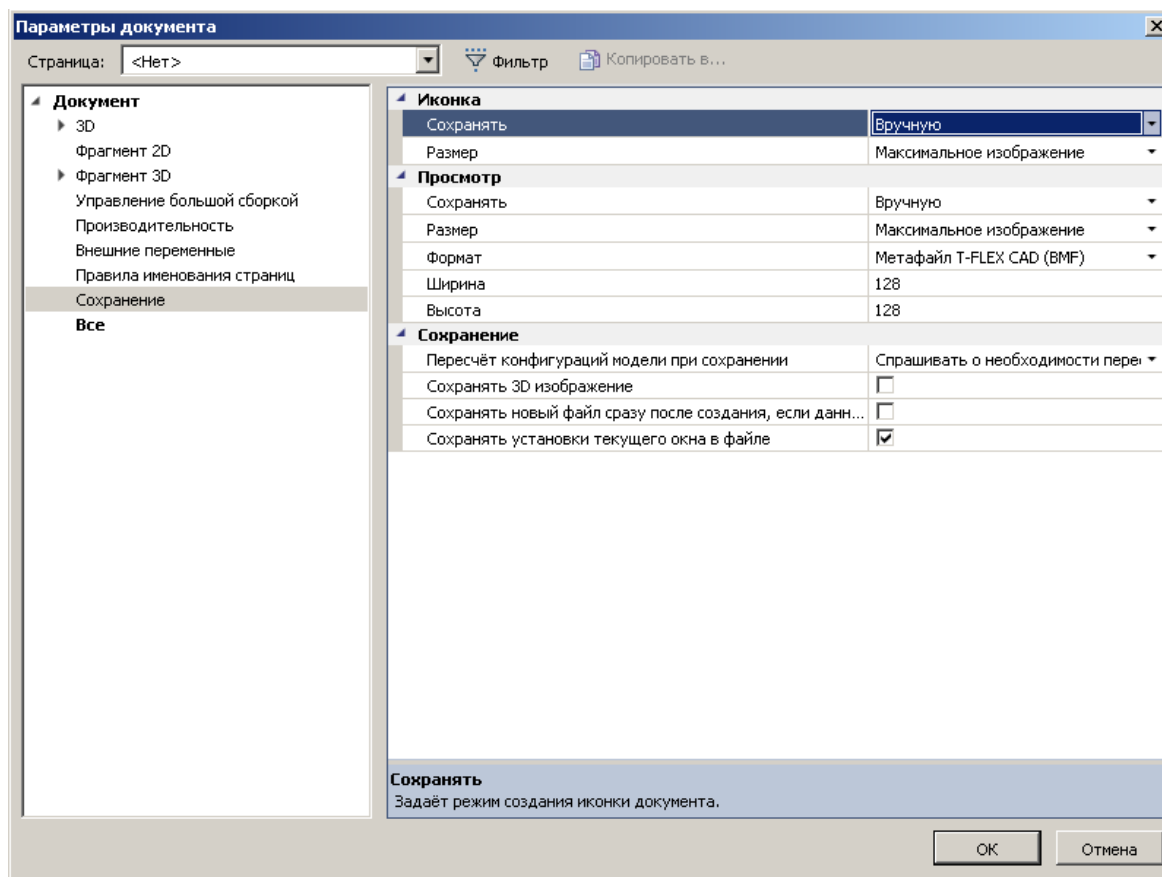 Параметры документа
Страница: <Нет> Фильтр Копировать в...
Документ
3D
Фрагмент 2D
Фрагмент 3D
Управление большой сборкой
Производительность
Внешние переменные
Правила именования страниц
Сохранение
Все
Иконка
Сохранять Вручную
Размер Максимальное изображение
Просмотр
Сохранять Вручную
Размер Максимальное изображение
Формат Метафайл T-FLEX CAD (BMF)
Ширина 128
Высота 128
Сохранение
Пересчёт конфигураций модели при сохранении Спрашивать о необходимости
Сохранять 3D изображение
Сохранять новый файл сразу после создания, если данн...
Сохранять установки текущего окна в файле
Сохранять
Задаёт режим создания иконки документа.
ОК Отмена